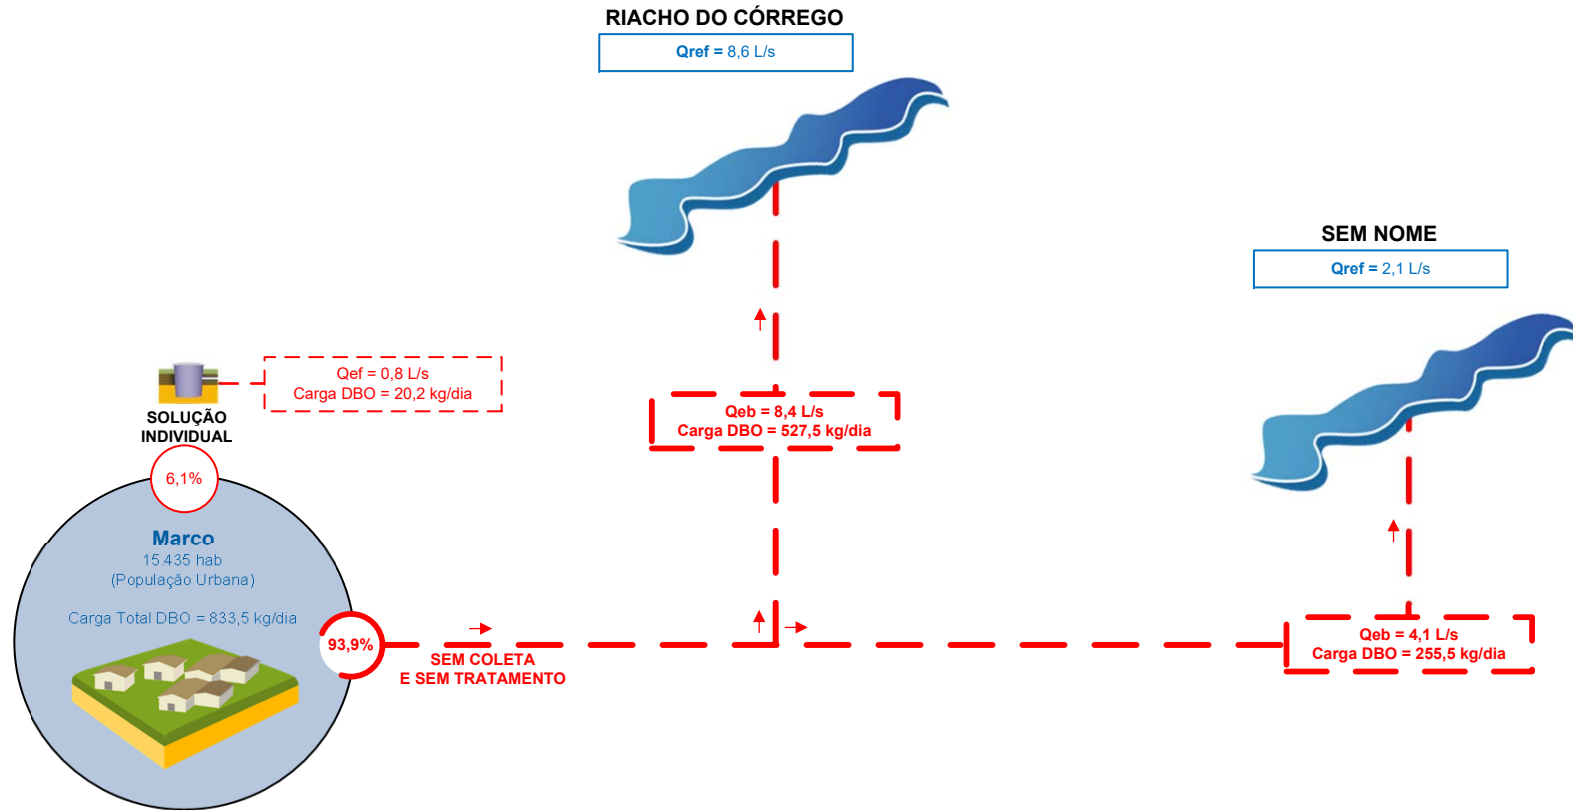 RIACHO DO CÓRREGO
Qref = 8,6 L/s
SEM NOME
Qref = 2,1 L/s
Qef = 0,8 L/s
Carga DBO = 20,2 kg/dia
SOLUÇÃO
INDIVIDUAL
6,1%
Qeb = 8,4 L/s
Carga DBO = 527,5 kg/dia
Marco
15.435 hab
(População Urbana)
Carga Total DBO = 833,5 kg/dia
93,9%
SEM COLETA
E SEM TRATAMENTO
Qeb = 4,1 L/s
Carga DBO = 255,5 kg/dia